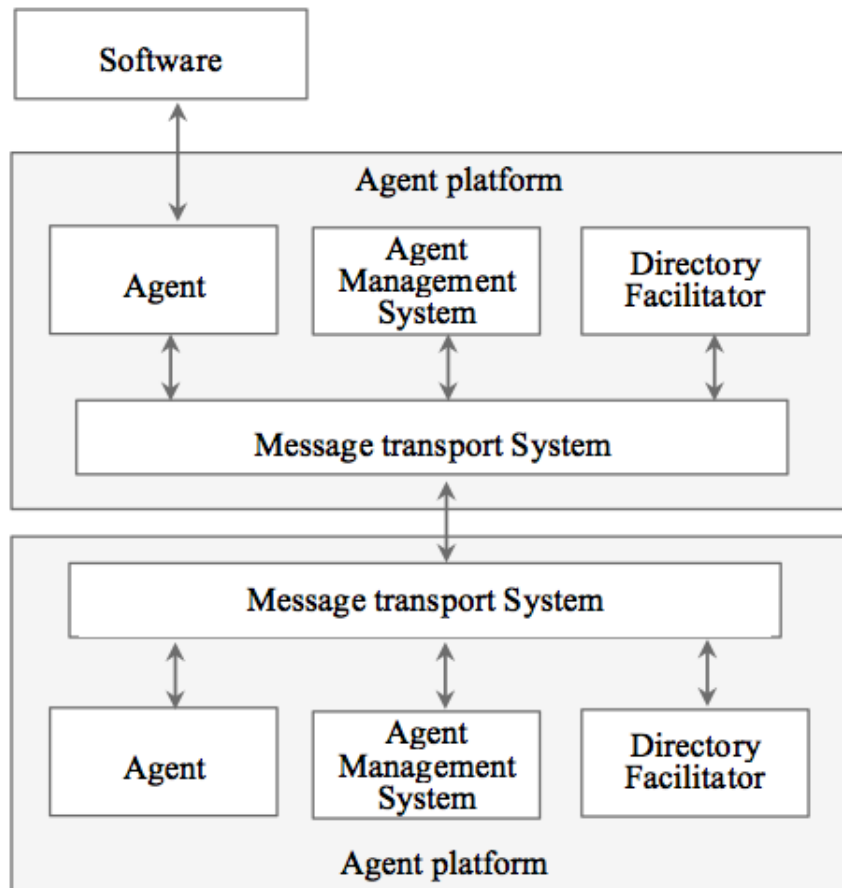 Software
Agent platform
Agent
Agent
Management
System
Directory
Facilitator
Message transport System
Message transport System
Agent
Agent
Management
System
Directory
Facilitator
Agent platform